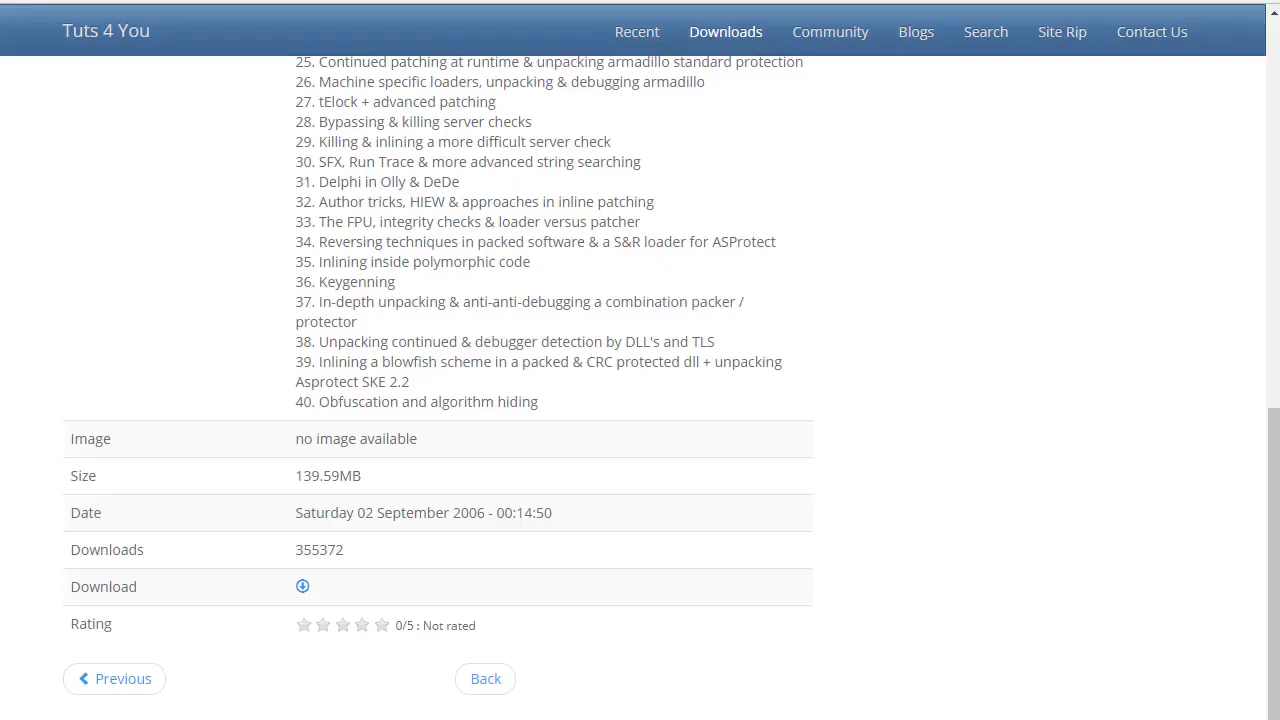 Tuts 4 You
Recent Downloads Community Blogs Search Site Rip Contact Us
25. Continued patching at runtime & unpacking armadillo standard protection
26. Machine specific loaders, unpacking & debugging armadillo
27. tElock + advanced patching
28. Bypassing & killing server checks
29. Killing & inlining a more difficult server check
30. SFX, Run Trace & more advanced string searching
31. Delphi in Olly & DeDe
32. Author tricks, HIEW & approaches in inline patching
33. The FPU, integrity checks & loader versus patcher
34. Reversing techniques in packed software & a S&R loader for ASProtect
35. Inlining inside polymorphic code
36. Keygenning
37. In-depth unpacking & anti-anti-debugging a combination packer /
protector
38. Unpacking continued & debugger detection by DLL's and TLS
39. Inlining a blowfish scheme in a packed & CRC protected dll + unpacking
Asprotect SKE 2.2
40. Obfuscation and algorithm hiding
Image no image available
Size 139.59MB
Date Saturday 02 September 2006 - 00:14:50
Downloads 355372
Download
Rating 0/5 : Not rated
Previous Back